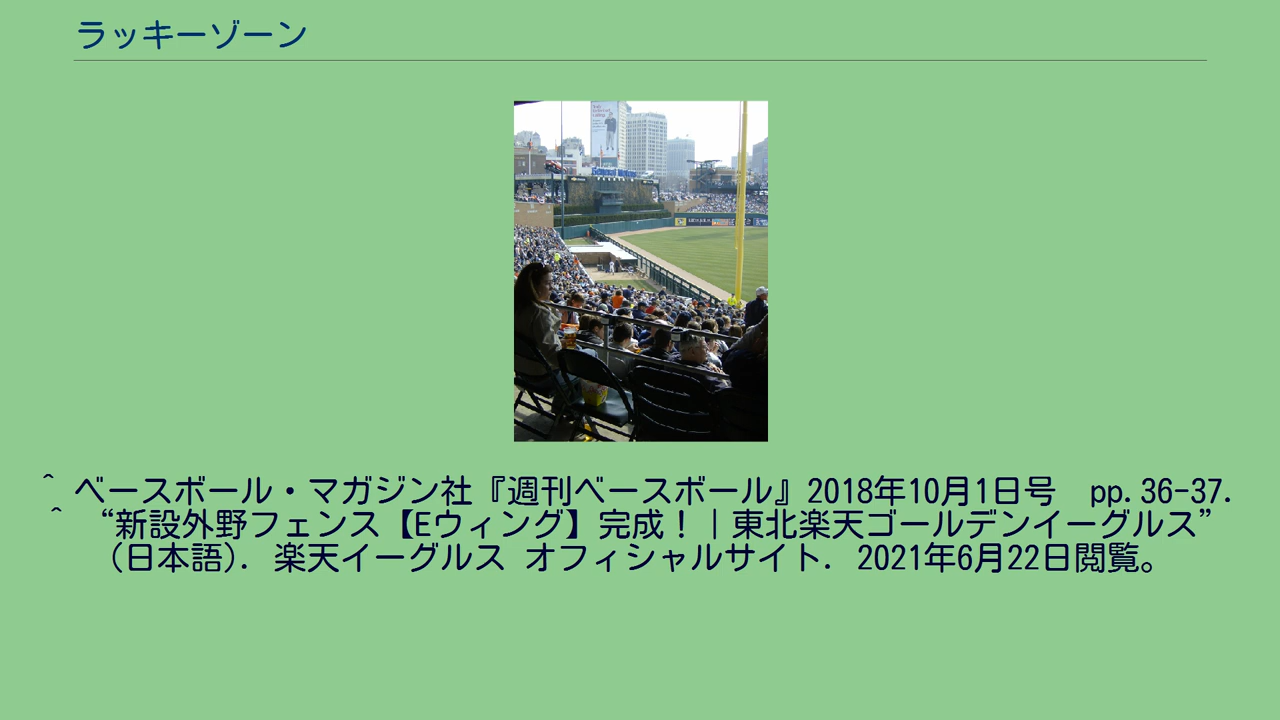 ラッキーゾーン
^ ベースボール・マガジン社『週刊ベースボール』2018年10月1日号　pp. 36-37.
^ “新設外野フェンス【Eウィング】完成！｜東北楽天ゴールデンイーグルス”
(日本語). 楽天イーグルス オフィシャルサイト. 2021年6月22日閲覧。